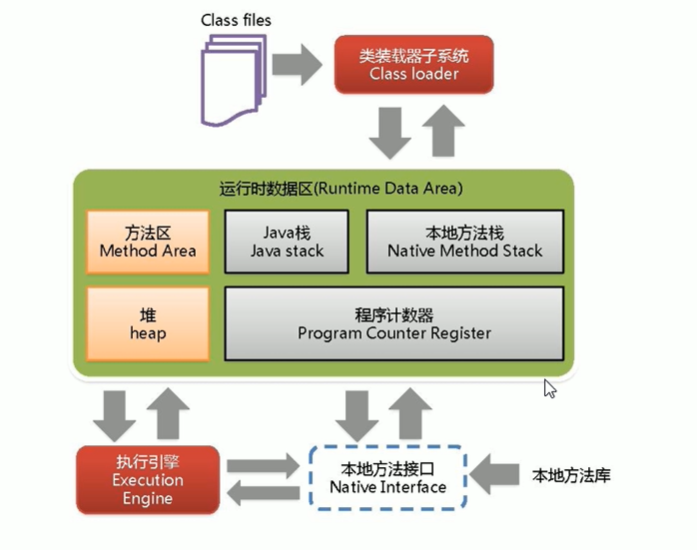 Class files
类装载器子系统
Class loader
运行时数据区(Runtime Data Area)
方法区
Method Area
Java栈
Java stack
本地方法栈
Native Method Stack
堆
heap
程序计数器
Program Counter Register
执行引擎
Execution
Engine
本地方法接口
Native Interface
本地方法库